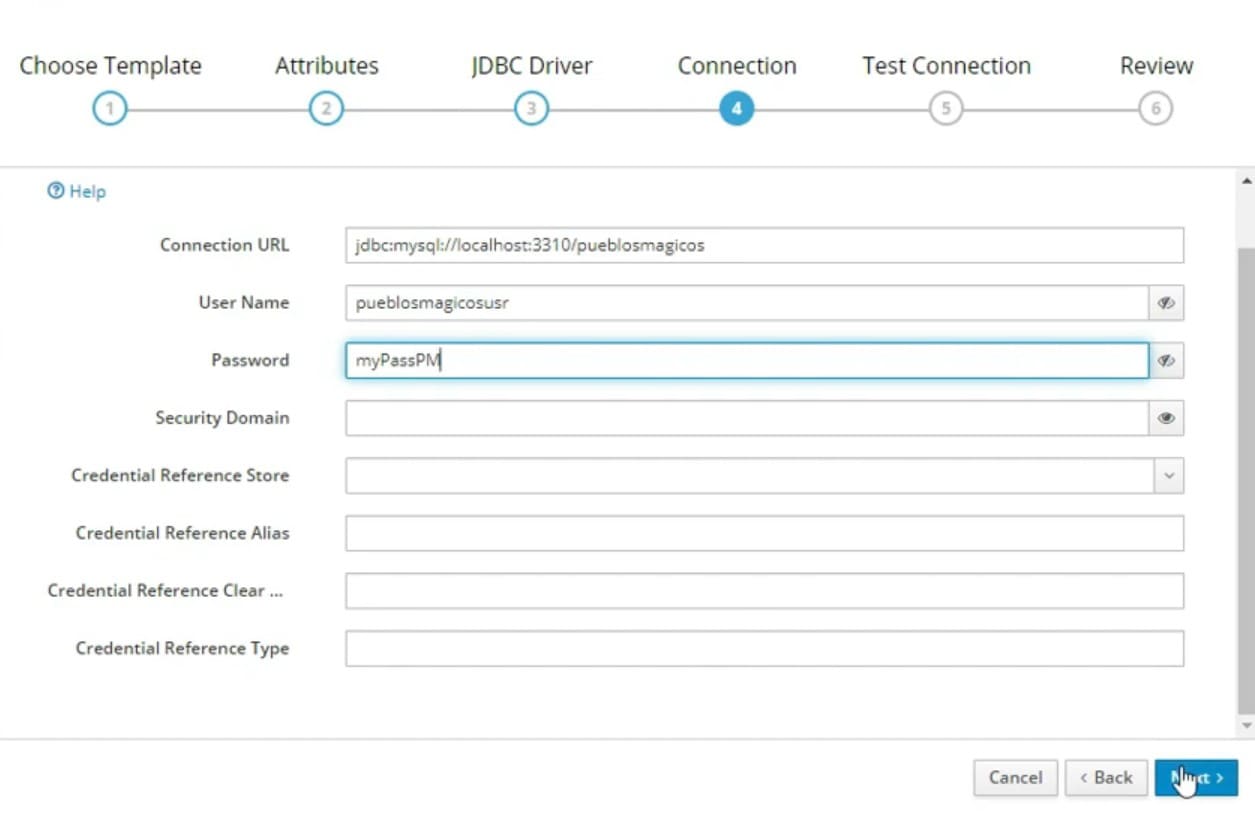 Choose Template Attributes JDBC Driver Connection Test Connection Review
1 2 3 4 5 6
Help
Connection URL jdbc:mysql://localhost:3310/pueblosmagicos
User Name pueblosmagicosusr
Password myPassPM
Security Domain
Credential Reference Store
Credential Reference Alias
Credential Reference Clear ...
Credential Reference Type
Cancel < Back Next >